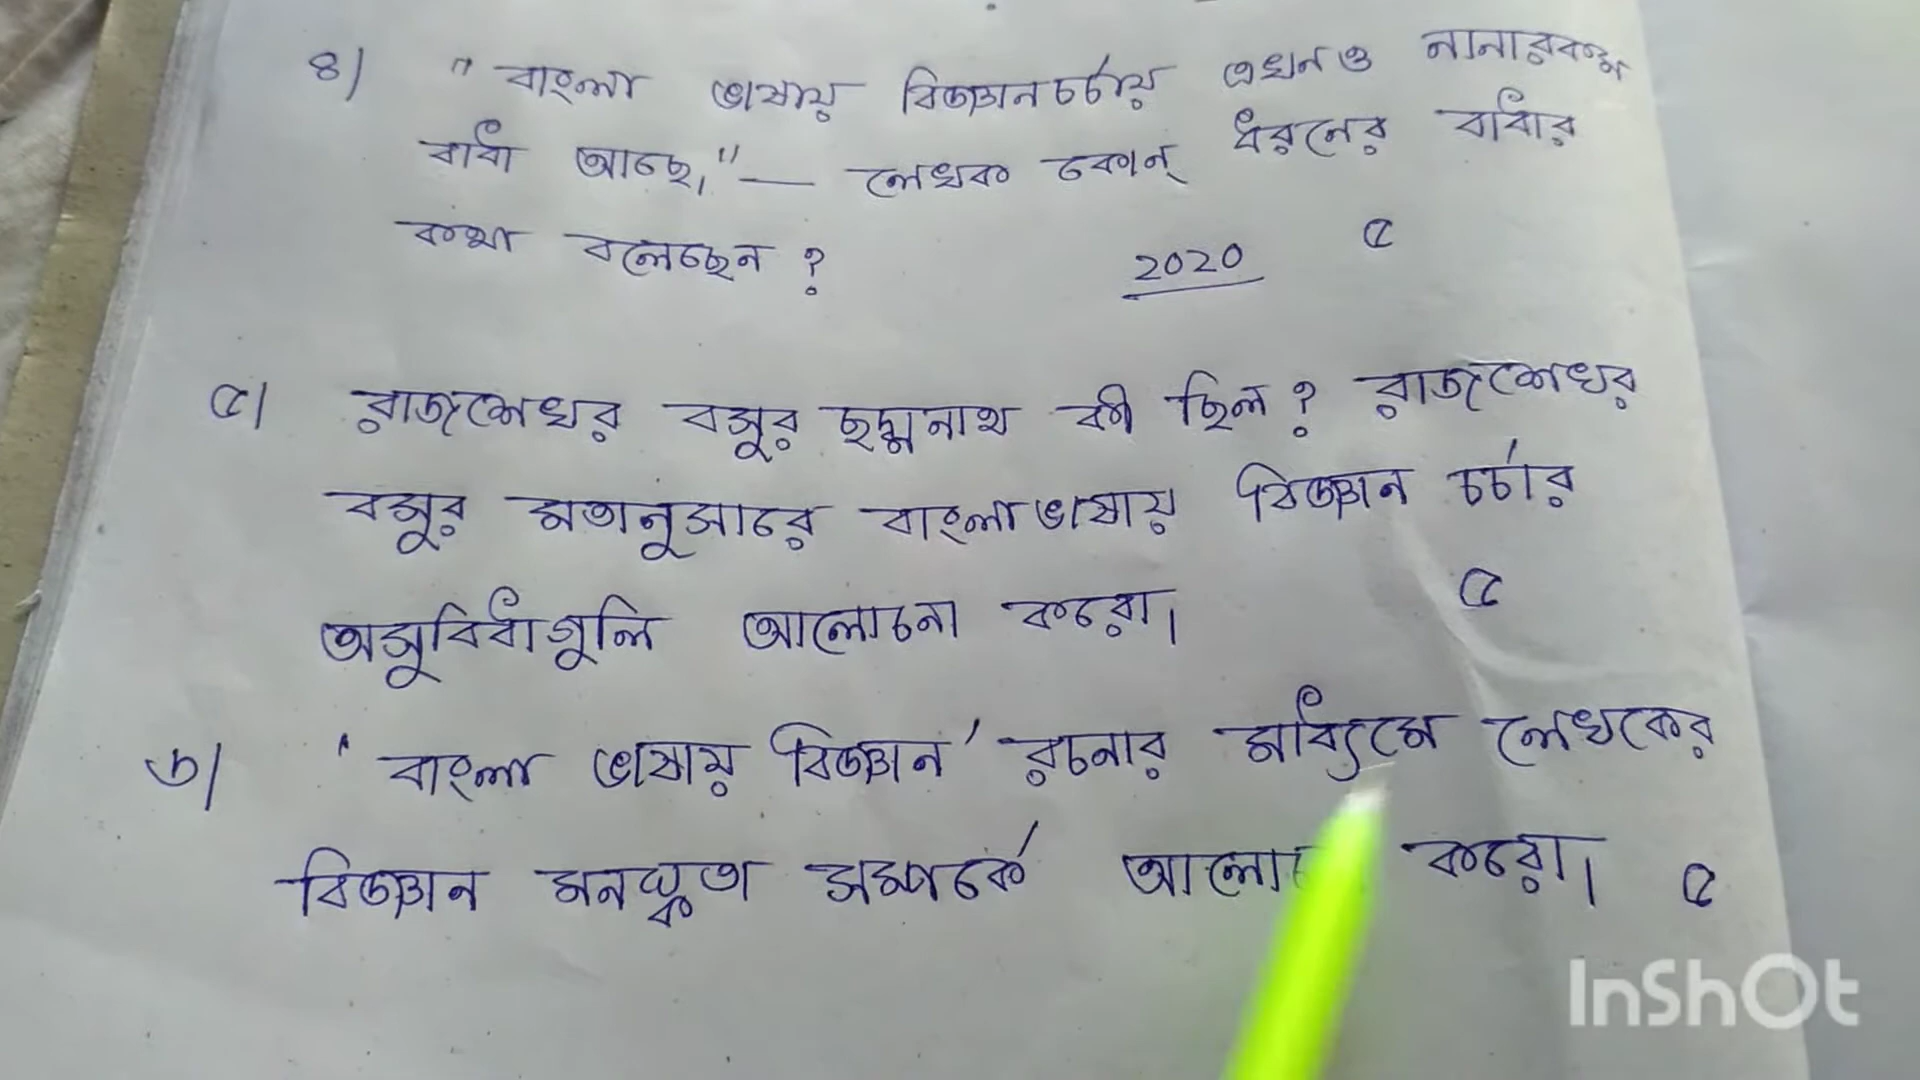 ৪) "বাংলা ভাষায় বিজ্ঞানচর্চায় এখনও নানারকম
বাধা আছে।" — লেখক কোন্ ধরনের বাধার
কথা বলেছেন? 2020 ৫
৫) রাজশেখর বসুর ছদ্মনাম কী ছিল? রাজশেখর
বসুর মতানুসারে বাংলাভাষায় বিজ্ঞান চর্চার
অসুবিধাগুলি আলোচনা করো। ৫
৬) 'বাংলা ভাষায় বিজ্ঞান' রচনার মাধ্যমে লেখকের
বিজ্ঞান মনস্কতা সম্পর্কে করো। ৫
InShOt